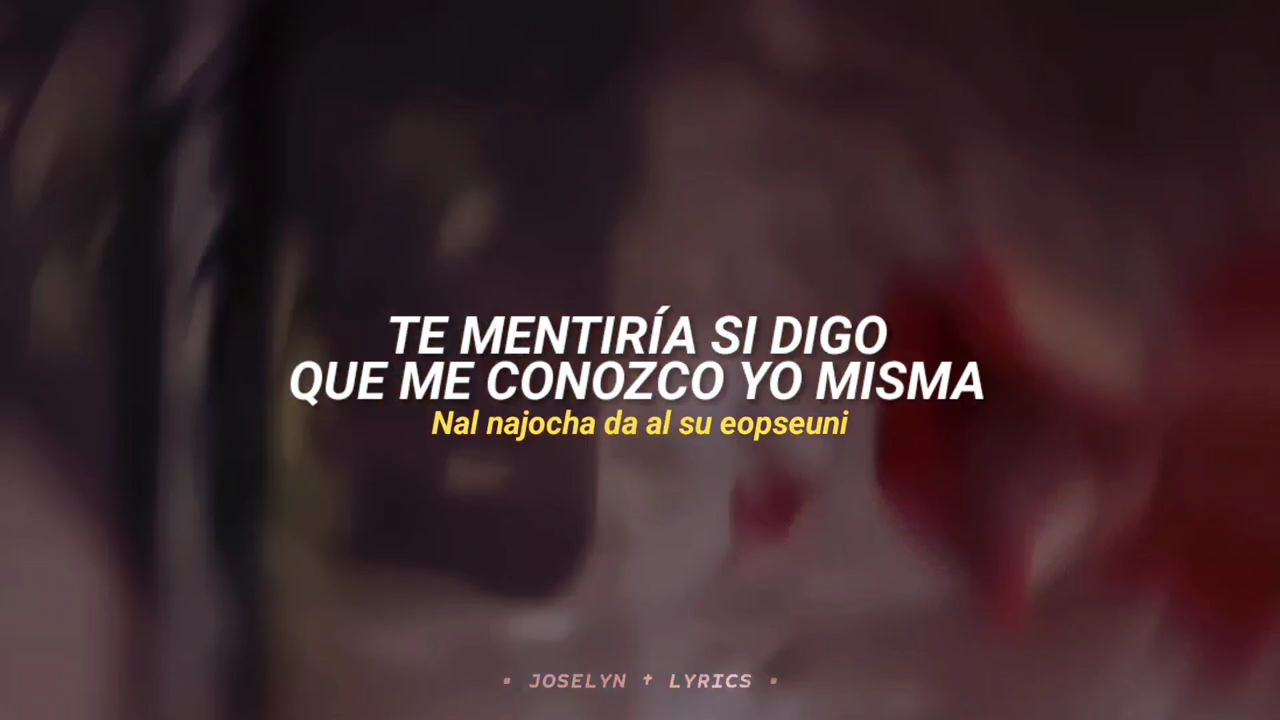 TE MENTIRÍA SI DIGO
QUE ME CONOZCO YO MISMA
Nal najocha da al su eopseuni
▪ JOSELYN ✝ LYRICS ▪